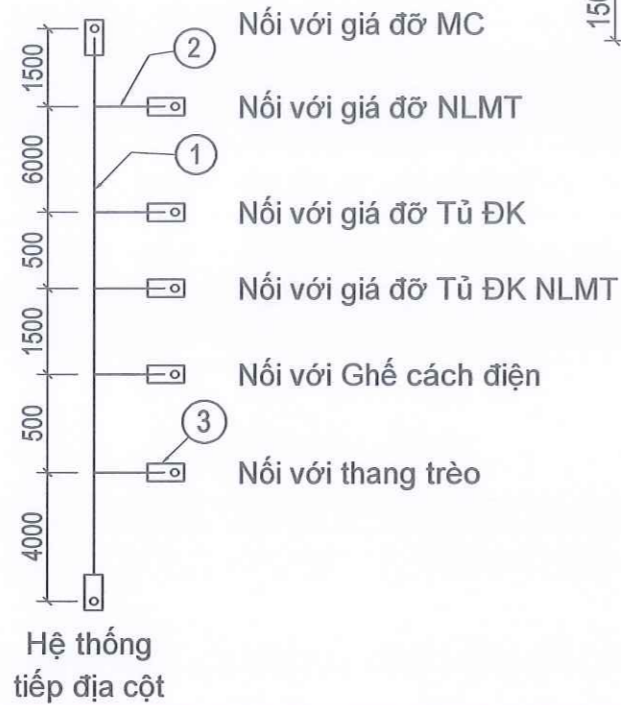 Nối với giá đỡ MC
150
1500
2
Nối với giá đỡ NLMT
6000
1
Nối với giá đỡ Tủ ĐK
500
Nối với giá đỡ Tủ ĐK NLMT
1500
Nối với Ghế cách điện
500
3
Nối với thang trèo
4000
Hệ thống
tiếp địa cột